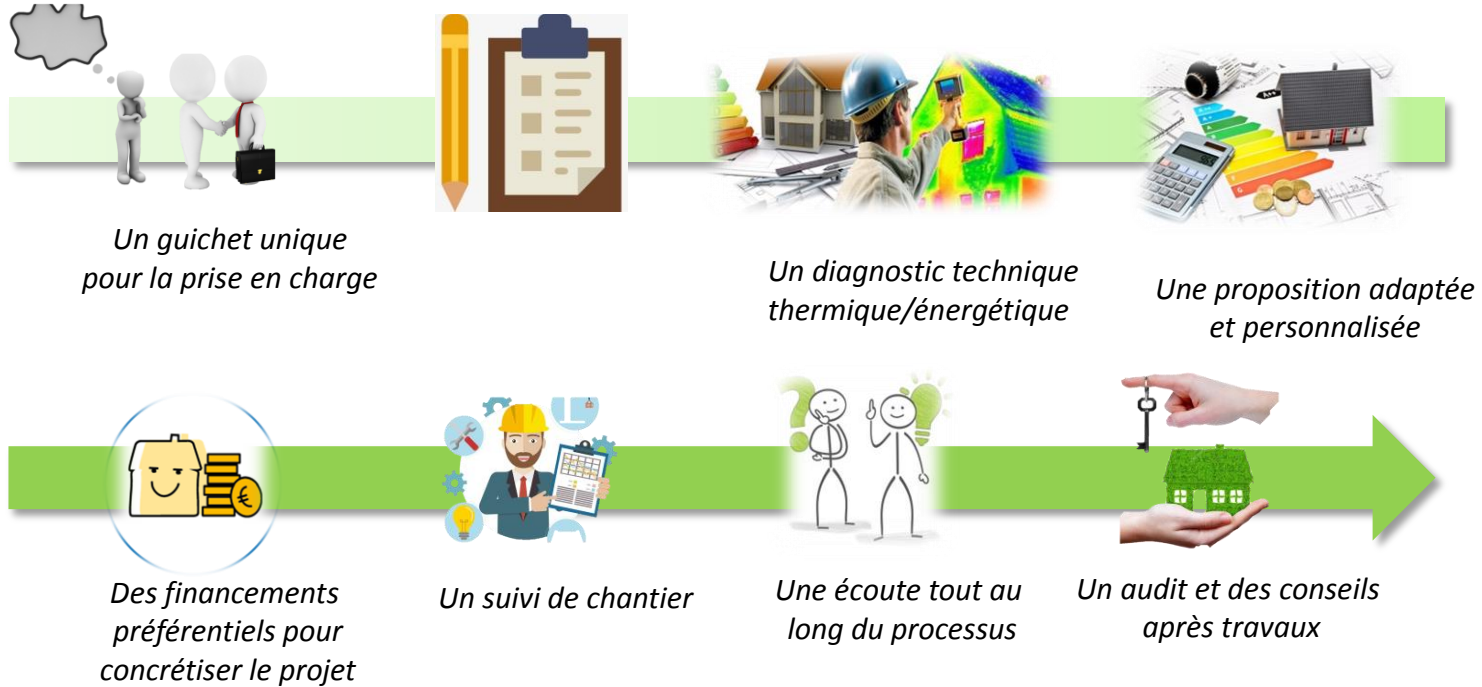 Un guichet unique
pour la prise en charge
Un diagnostic technique
thermique/énergétique
Une proposition adaptée
et personnalisée
Des financements
préférentiels pour
concrétiser le projet
Un suivi de chantier
Une écoute tout au
long du processus
Un audit et des conseils
après travaux